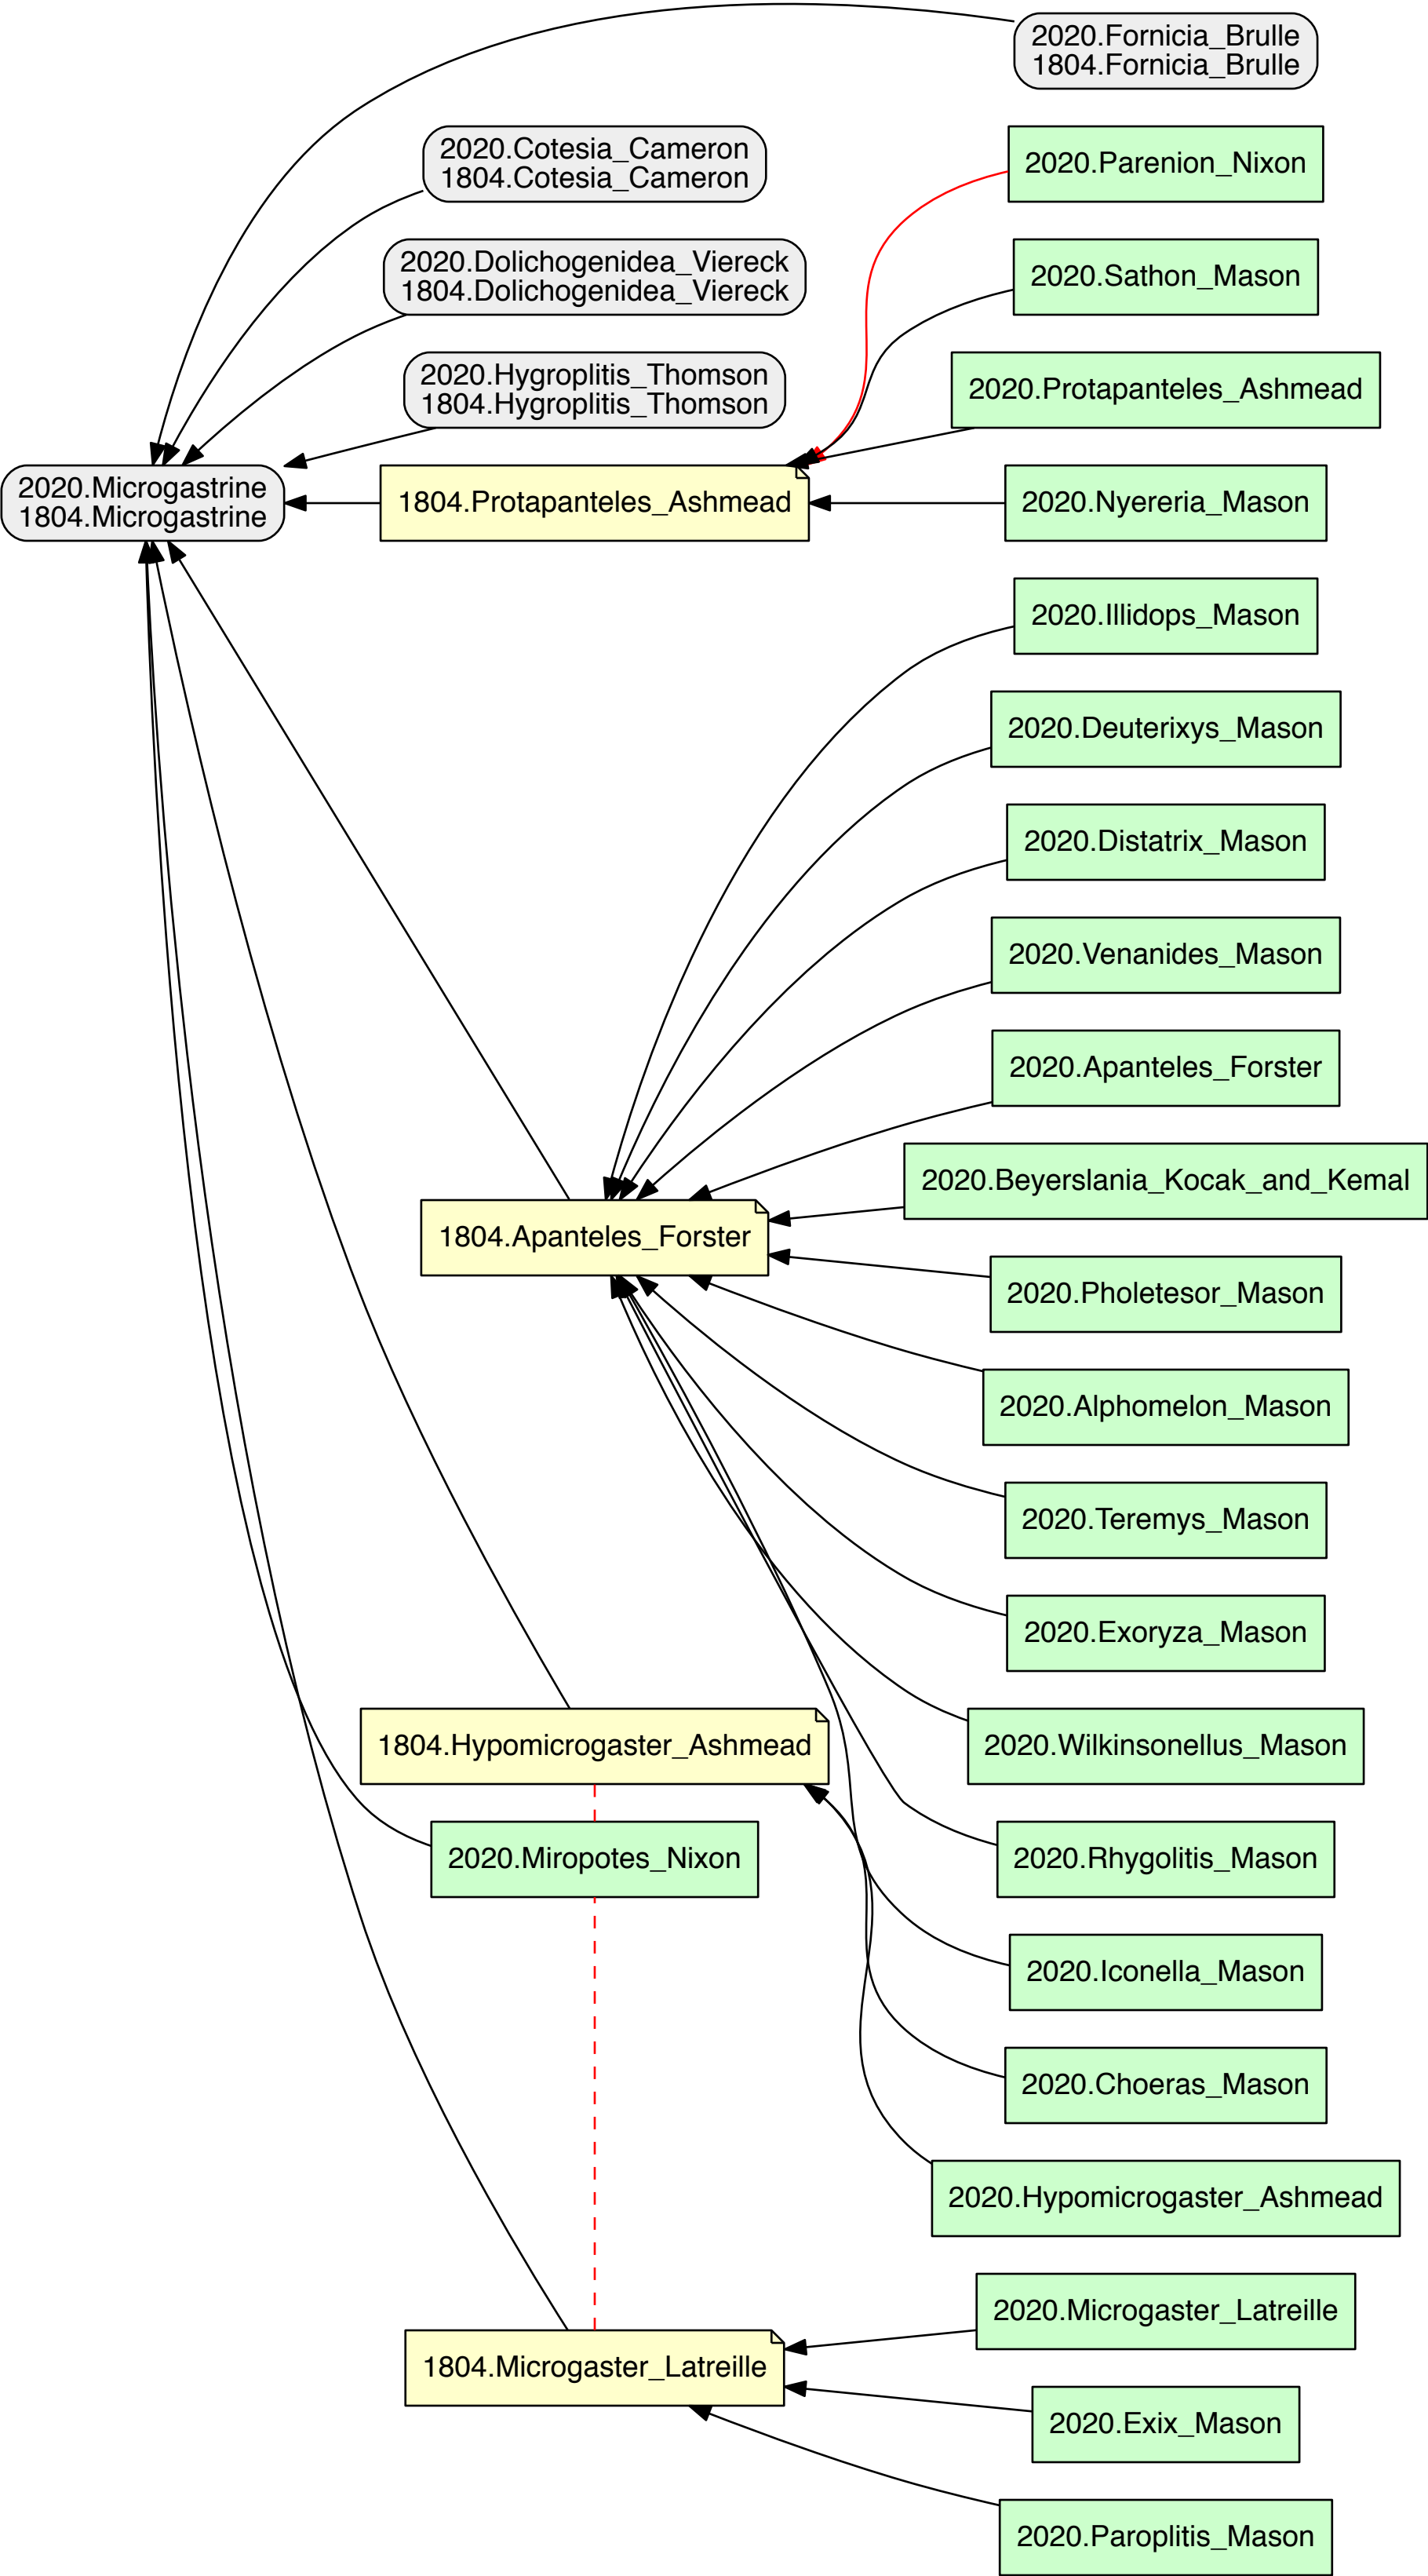 2020.Fornicia_Brulle
1804.Fornicia_Brulle
2020.Cotesia_Cameron
1804.Cotesia_Cameron
2020.Parenion_Nixon
2020.Dolichogenidea_Viereck
1804.Dolichogenidea_Viereck
2020.Sathon_Mason
2020.Hygroplitis_Thomson
1804.Hygroplitis_Thomson
2020.Protapanteles_Ashmead
2020.Microgastrine
1804.Microgastrine
1804.Protapanteles_Ashmead
2020.Nyereria_Mason
2020.Illidops_Mason
2020.Deuterixys_Mason
2020.Distatrix_Mason
2020.Venanides_Mason
2020.Apanteles_Forster
2020.Beyerslania_Kocak_and_Kemal
1804.Apanteles_Forster
2020.Pholetesor_Mason
2020.Alphomelon_Mason
2020.Teremys_Mason
2020.Exoryza_Mason
1804.Hypomicrogaster_Ashmead
2020.Wilkinsonellus_Mason
2020.Miropotes_Nixon
2020.Rhygolitis_Mason
2020.Iconella_Mason
2020.Choeras_Mason
2020.Hypomicrogaster_Ashmead
2020.Microgaster_Latreille
1804.Microgaster_Latreille
2020.Exix_Mason
2020.Paroplitis_Mason